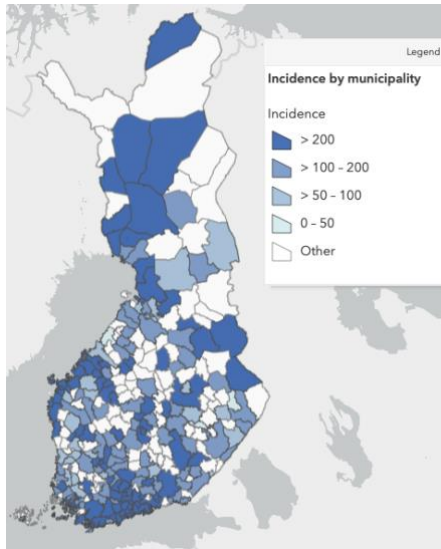 Legend
Incidence by municipality
Incidence
> 200
> 100 – 200
> 50 – 100
0 – 50
Other